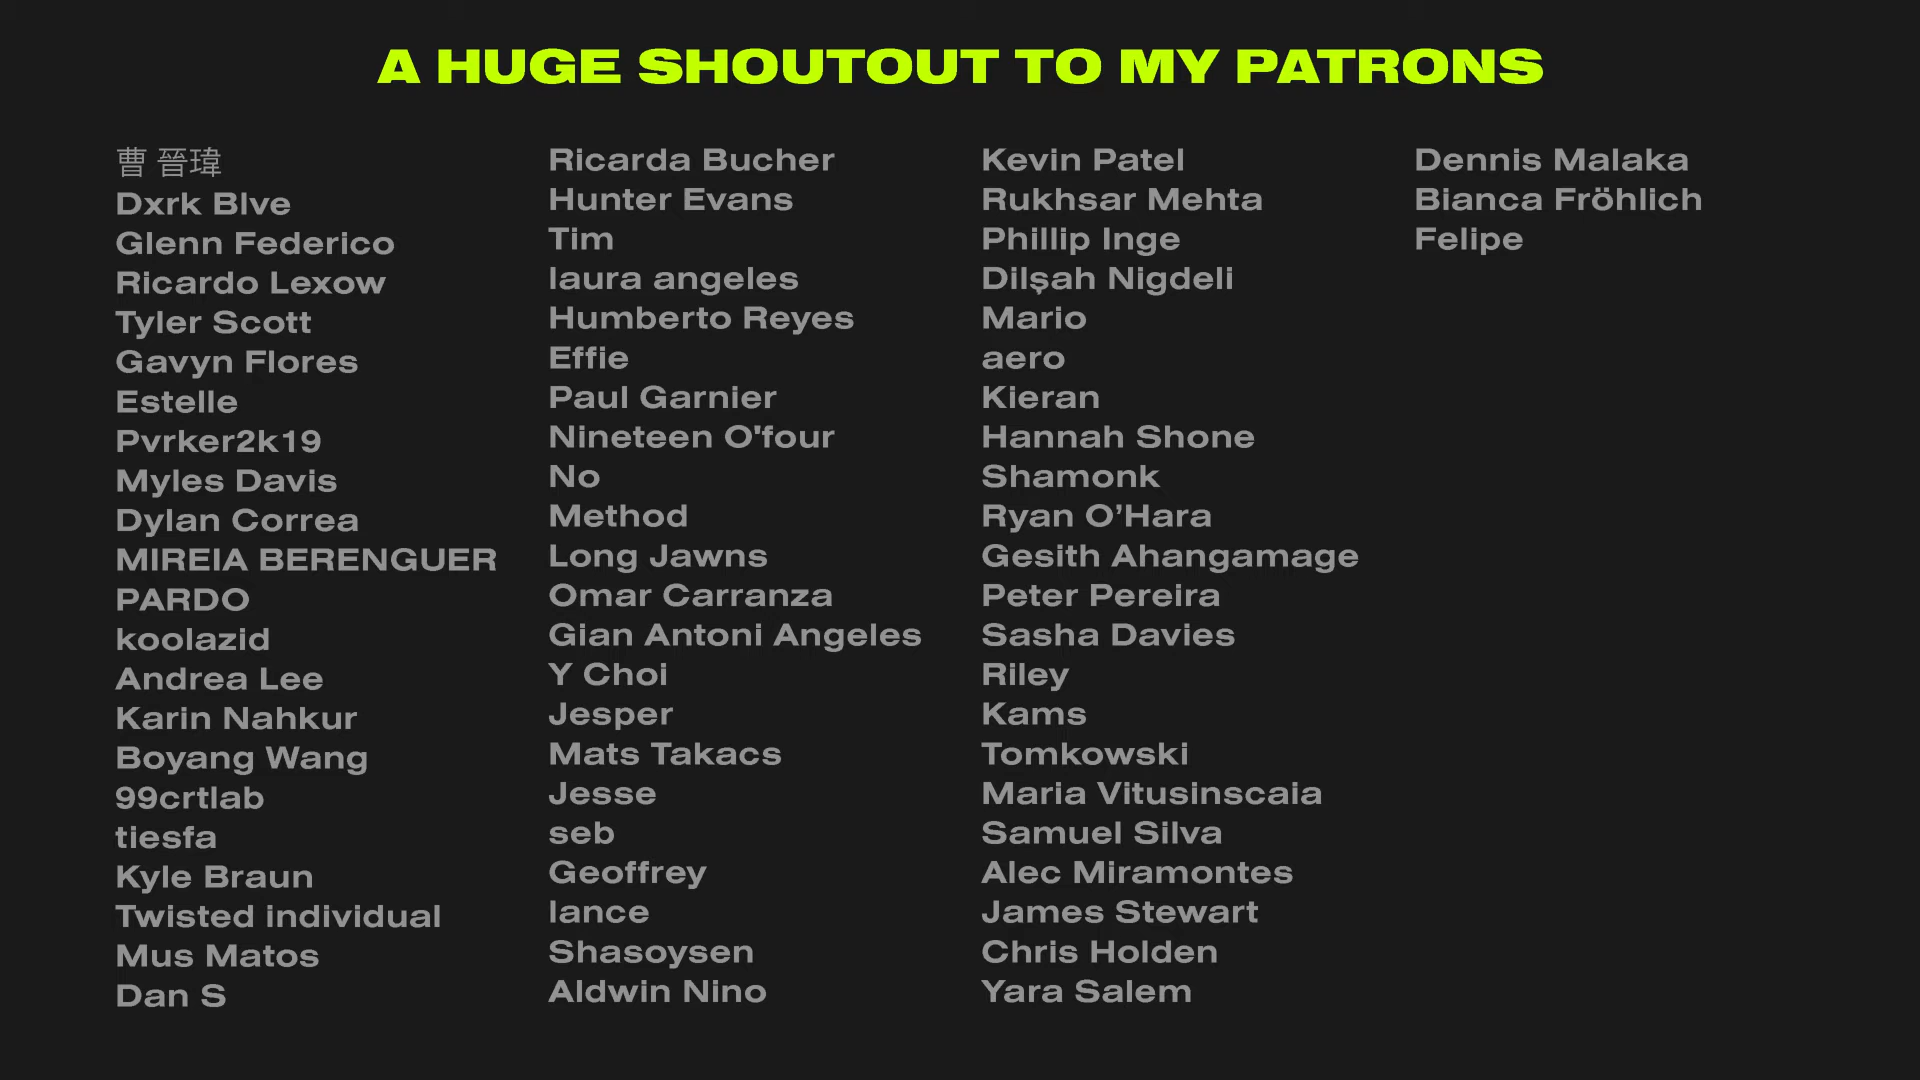 A HUGE SHOUTOUT TO MY PATRONS
曹 晉瑋
Dxrk Blve
Glenn Federico
Ricardo Lexow
Tyler Scott
Gavyn Flores
Estelle
Pvrker2k19
Myles Davis
Dylan Correa
MIREIA BERENGUER
PARDO
koolazid
Andrea Lee
Karin Nahkur
Boyang Wang
99crtlab
tiesfa
Kyle Braun
Twisted individual
Mus Matos
Dan S
Ricarda Bucher
Hunter Evans
Tim
laura angeles
Humberto Reyes
Effie
Paul Garnier
Nineteen O'four
No
Method
Long Jawns
Omar Carranza
Gian Antoni Angeles
Y Choi
Jesper
Mats Takacs
Jesse
seb
Geoffrey
lance
Shasoysen
Aldwin Nino
Kevin Patel
Rukhsar Mehta
Phillip Inge
Dilşah Nigdeli
Mario
aero
Kieran
Hannah Shone
Shamonk
Ryan O’Hara
Gesith Ahangamage
Peter Pereira
Sasha Davies
Riley
Kams
Tomkowski
Maria Vitusinscaia
Samuel Silva
Alec Miramontes
James Stewart
Chris Holden
Yara Salem
Dennis Malaka
Bianca Fröhlich
Felipe